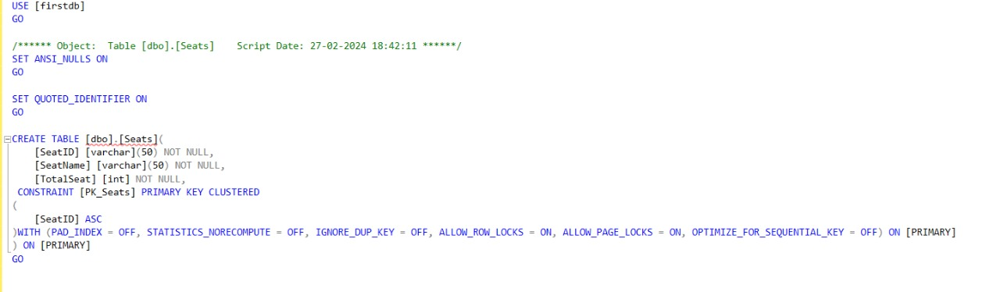 USE [firstdb]
GO
/****** Object:  Table [dbo].[Seats]    Script Date: 27-02-2024 18:42:11 ******/
SET ANSI_NULLS ON
GO
SET QUOTED_IDENTIFIER ON
GO
CREATE TABLE [dbo].[Seats](
    [SeatID] [varchar](50) NOT NULL,
    [SeatName] [varchar](50) NOT NULL,
    [TotalSeat] [int] NOT NULL,
 CONSTRAINT [PK_Seats] PRIMARY KEY CLUSTERED
(
    [SeatID] ASC
)WITH (PAD_INDEX = OFF, STATISTICS_NORECOMPUTE = OFF, IGNORE_DUP_KEY = OFF, ALLOW_ROW_LOCKS = ON, ALLOW_PAGE_LOCKS = ON, OPTIMIZE_FOR_SEQUENTIAL_KEY = OFF) ON [PRIMARY]
) ON [PRIMARY]
GO